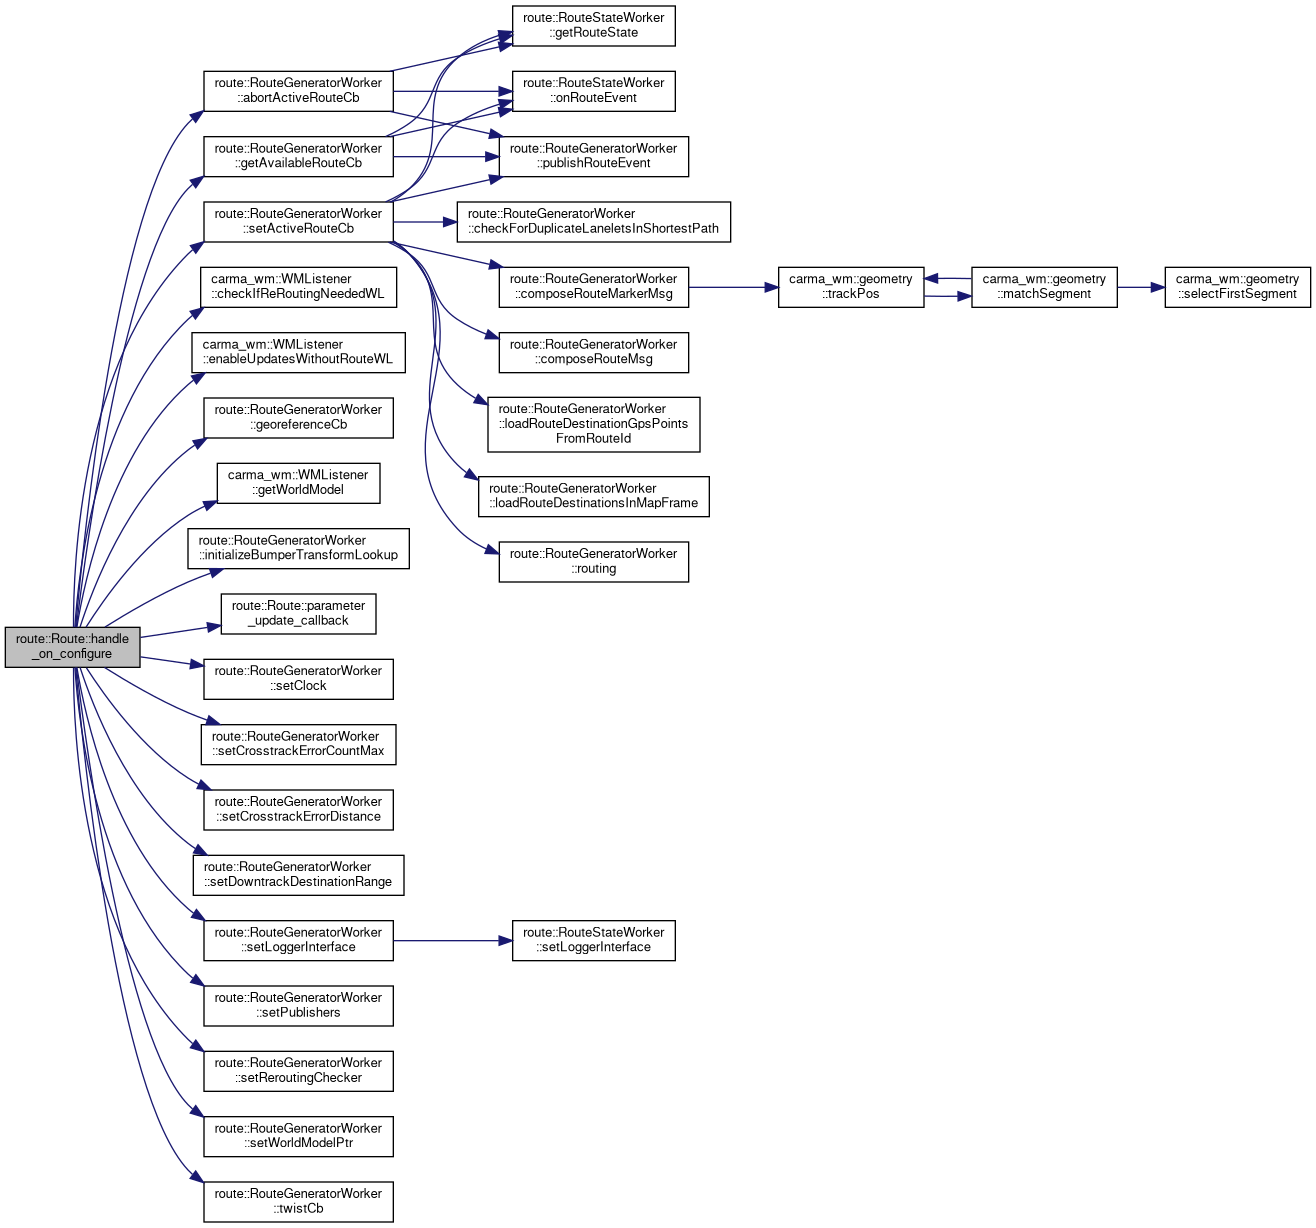 route::Route::handle
_on_configure
route::RouteGeneratorWorker
::abortActiveRouteCb
route::RouteGeneratorWorker
::getAvailableRouteCb
route::RouteGeneratorWorker
::setActiveRouteCb
carma_wm::WMListener
::checkIfReRoutingNeededWL
carma_wm::WMListener
::enableUpdatesWithoutRouteWL
route::RouteGeneratorWorker
::georeferenceCb
carma_wm::WMListener
::getWorldModel
route::RouteGeneratorWorker
::initializeBumperTransformLookup
route::Route::parameter
_update_callback
route::RouteGeneratorWorker
::setClock
route::RouteGeneratorWorker
::setCrosstrackErrorCountMax
route::RouteGeneratorWorker
::setCrosstrackErrorDistance
route::RouteGeneratorWorker
::setDowntrackDestinationRange
route::RouteGeneratorWorker
::setLoggerInterface
route::RouteGeneratorWorker
::setPublishers
route::RouteGeneratorWorker
::setReroutingChecker
route::RouteGeneratorWorker
::setWorldModelPtr
route::RouteGeneratorWorker
::twistCb
route::RouteStateWorker
::getRouteState
route::RouteStateWorker
::onRouteEvent
route::RouteGeneratorWorker
::publishRouteEvent
route::RouteGeneratorWorker
::checkForDuplicateLaneletsInShortestPath
route::RouteGeneratorWorker
::composeRouteMarkerMsg
route::RouteGeneratorWorker
::composeRouteMsg
route::RouteGeneratorWorker
::loadRouteDestinationGpsPoints
FromRouteId
route::RouteGeneratorWorker
::loadRouteDestinationsInMapFrame
route::RouteGeneratorWorker
::routing
route::RouteStateWorker
::setLoggerInterface
carma_wm::geometry
::trackPos
carma_wm::geometry
::matchSegment
carma_wm::geometry
::selectFirstSegment